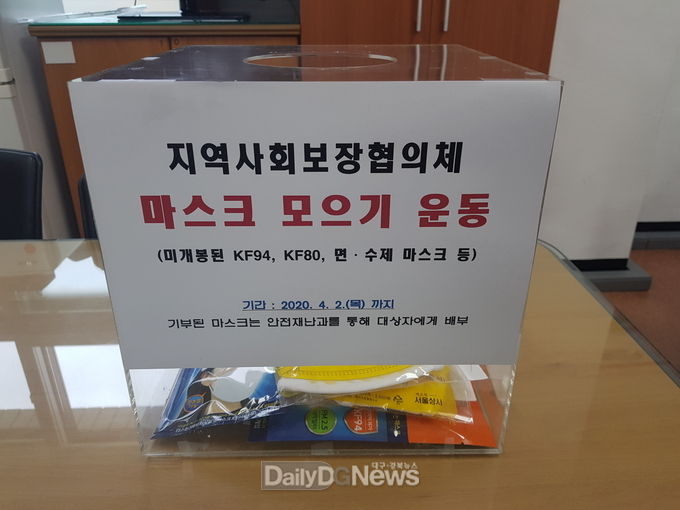 지역사회보장협의체
마스크 모으기 운동
(미개봉된 KF94, KF80, 면·수제 마스크 등)
기간 : 2020. 4. 2.(목) 까지
기부된 마스크는 안전재난과를 통해 대상자에게 배부
서울상사
PM2.5
KF94
대구·경북뉴스
DailyDGNews